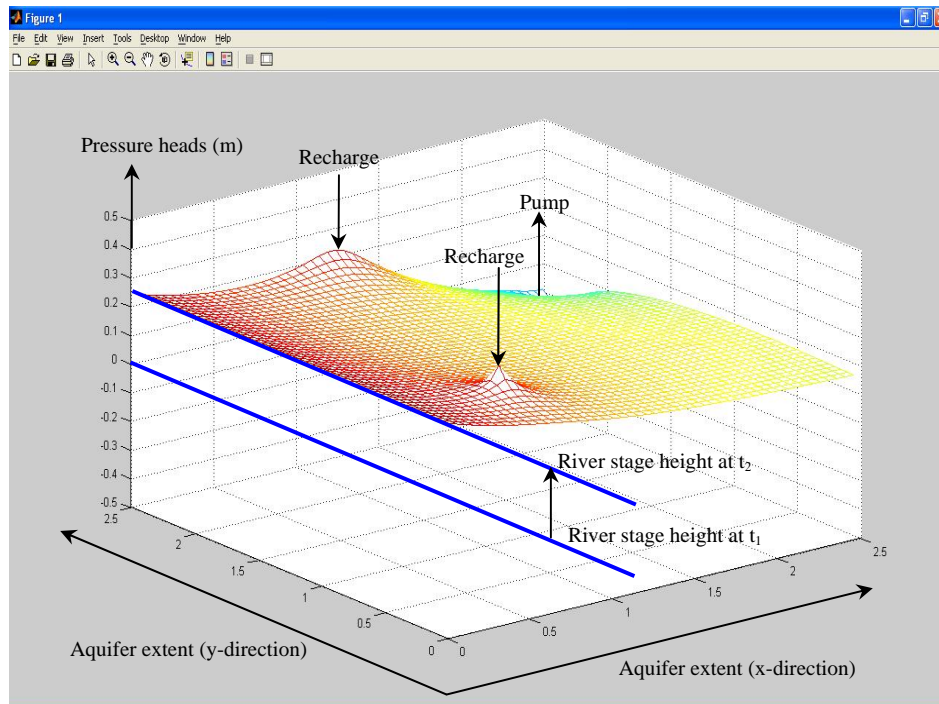 Figure 1
File Edit View Insert Tools Desktop Window Help
Pressure heads (m)
Recharge
Pump
Recharge
0.5
0.4
0.3
0.2
0.1
0
-0.1
-0.2
-0.3
-0.4
-0.5
River stage height at t₂
River stage height at t₁
2.5
2
1.5
1
0.5
0
0
0.5
1
1.5
2
2.5
Aquifer extent (y-direction)
Aquifer extent (x-direction)